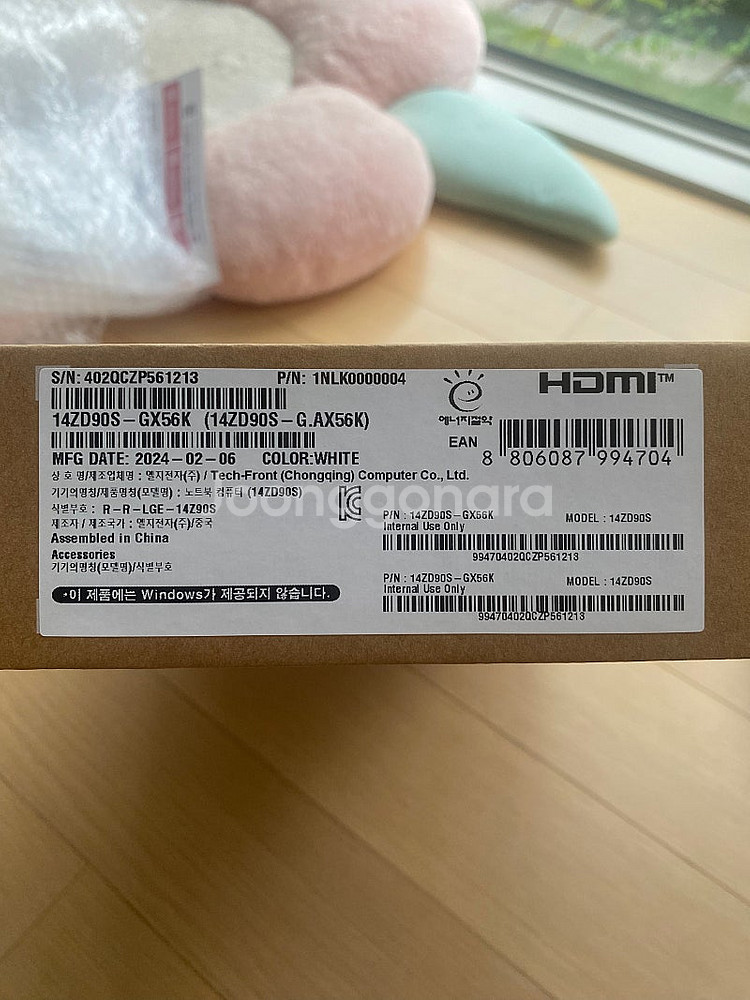 S/N: 402QCZP561213
P/N: 1NLK0000004
14ZD90S-GX56K (14ZD90S-G.AX56K)
MFG DATE: 2024-02-06 COLOR:WHITE
상 호 명/제조업체명 : 엘지전자(주) / Tech-Front (Chongqing) Computer Co., Ltd.
기기의명칭/제품명칭(모델명) : 노트북 컴퓨터 (14ZD90S)
식별부호 : R-R-LGE-14Z90S
제조자 / 제조국가 : 엘지전자(주)/중국
Assembled in China
Accessories
기기의명칭(모델명)/식별부호
*이 제품에는 Windows가 제공되지 않습니다.
에너지절약
HDMI™
EAN
8 806087 994704
P/N : 14ZD90S-GX56K MODEL : 14ZD90S
Internal Use Only
99470402QCZP561213
P/N : 14ZD90S-GX56K MODEL : 14ZD90S
Internal Use Only
99470402QCZP561213
Joonggonara